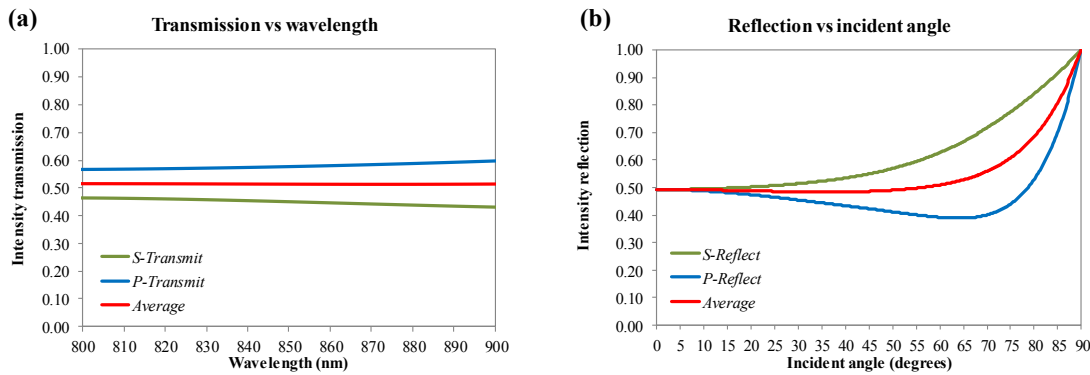 (a)
Transmission vs wavelength
Intensity transmission
1.00
0.90
0.80
0.70
0.60
0.50
0.40
0.30
0.20
0.10
0.00
S-Transmit
P-Transmit
Average
800 810 820 830 840 850 860 870 880 890 900
Wavelength (nm)
(b)
Reflection vs incident angle
Intensity reflection
1.00
0.90
0.80
0.70
0.60
0.50
0.40
0.30
0.20
0.10
0.00
S-Reflect
P-Reflect
Average
0 5 10 15 20 25 30 35 40 45 50 55 60 65 70 75 80 85 90
Incident angle (degrees)